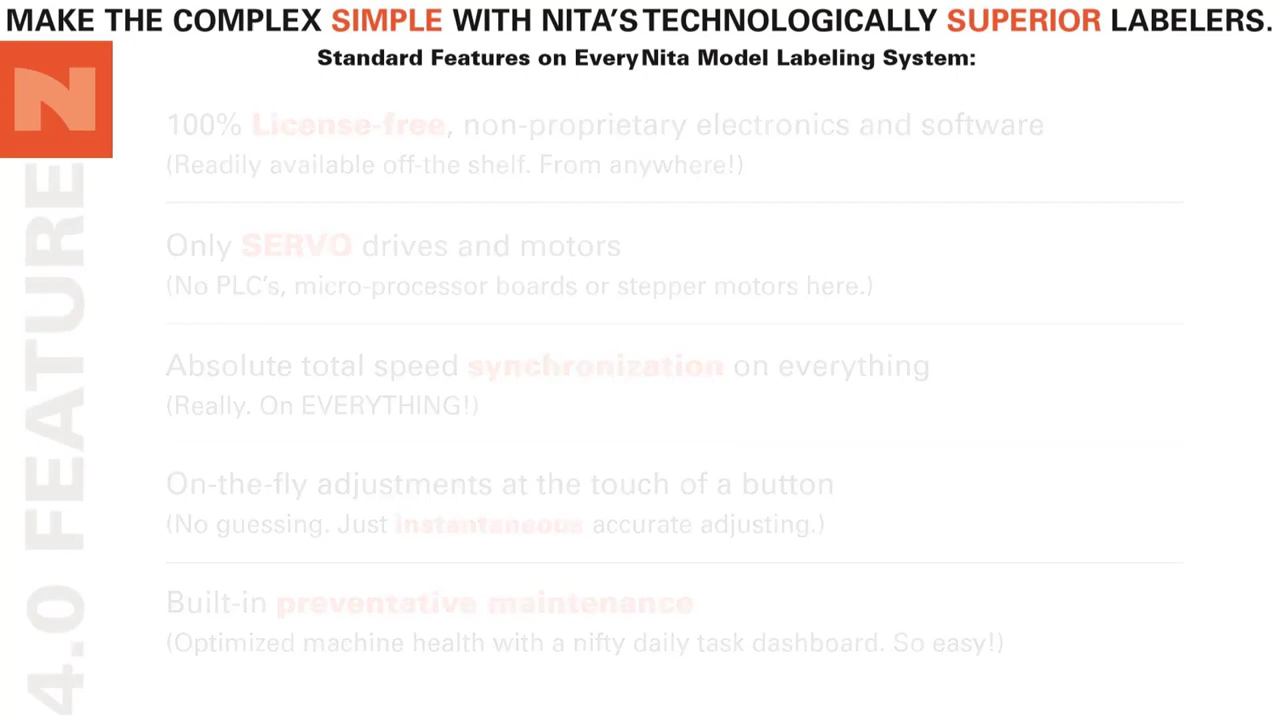 MAKE THE COMPLEX SIMPLE WITH NITA'S TECHNOLOGICALLY SUPERIOR LABELERS.
Standard Features on Every Nita Model Labeling System:
N
4.0 FEATURE
100% License-free, non-proprietary electronics and software
(Readily available off-the shelf. From anywhere!)
Only SERVO drives and motors
(No PLC's, micro-processor boards or stepper motors here.)
Absolute total speed synchronization on everything
(Really. On EVERYTHING!)
On-the-fly adjustments at the touch of a button
(No guessing. Just instantaneous accurate adjusting.)
Built-in preventative maintenance
(Optimized machine health with a nifty daily task dashboard. So easy!)